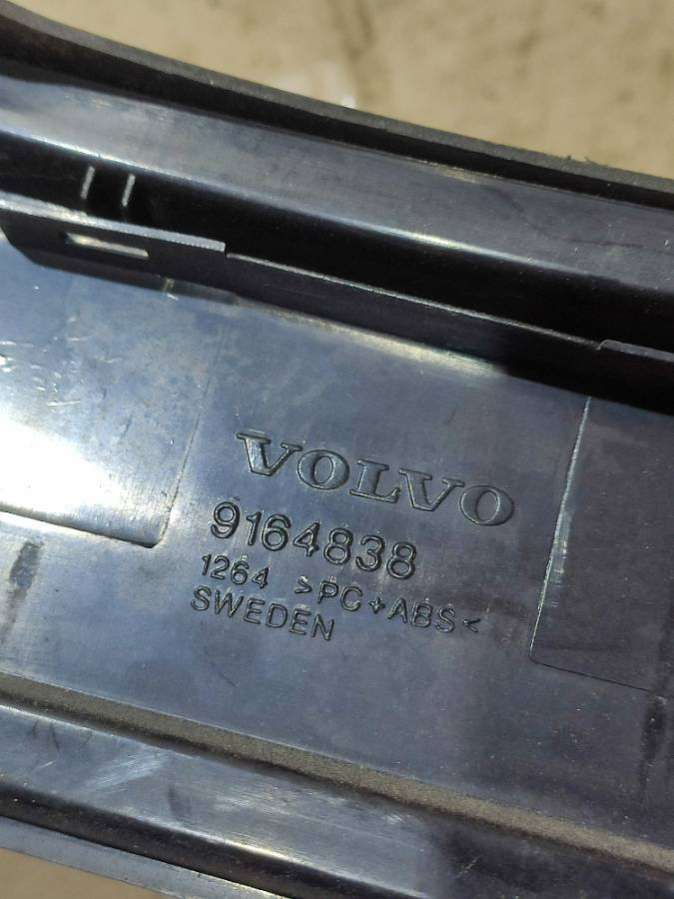 VOLVO
9164838
1264 >PC+ABS<
SWEDEN